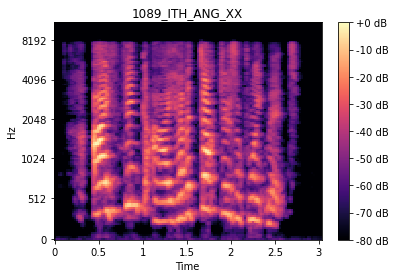 1089_ITH_ANG_XX
Hz
8192
4096
2048
1024
512
0
0
0.5
1
1.5
2
2.5
3
Time
+0 dB
-10 dB
-20 dB
-30 dB
-40 dB
-50 dB
-60 dB
-70 dB
-80 dB